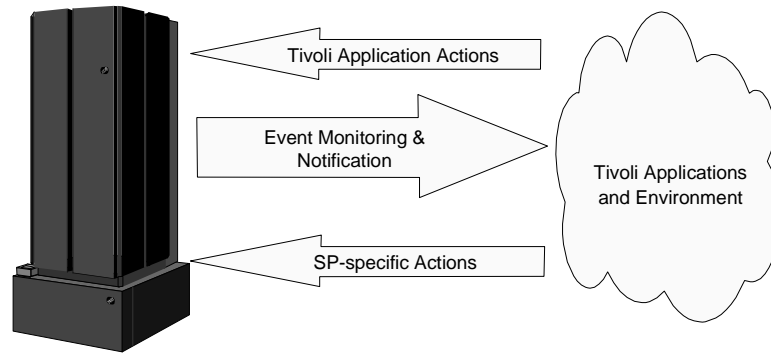 Tivoli Application Actions
Event Monitoring &
Notification
Tivoli Applications
and Environment
SP-specific Actions